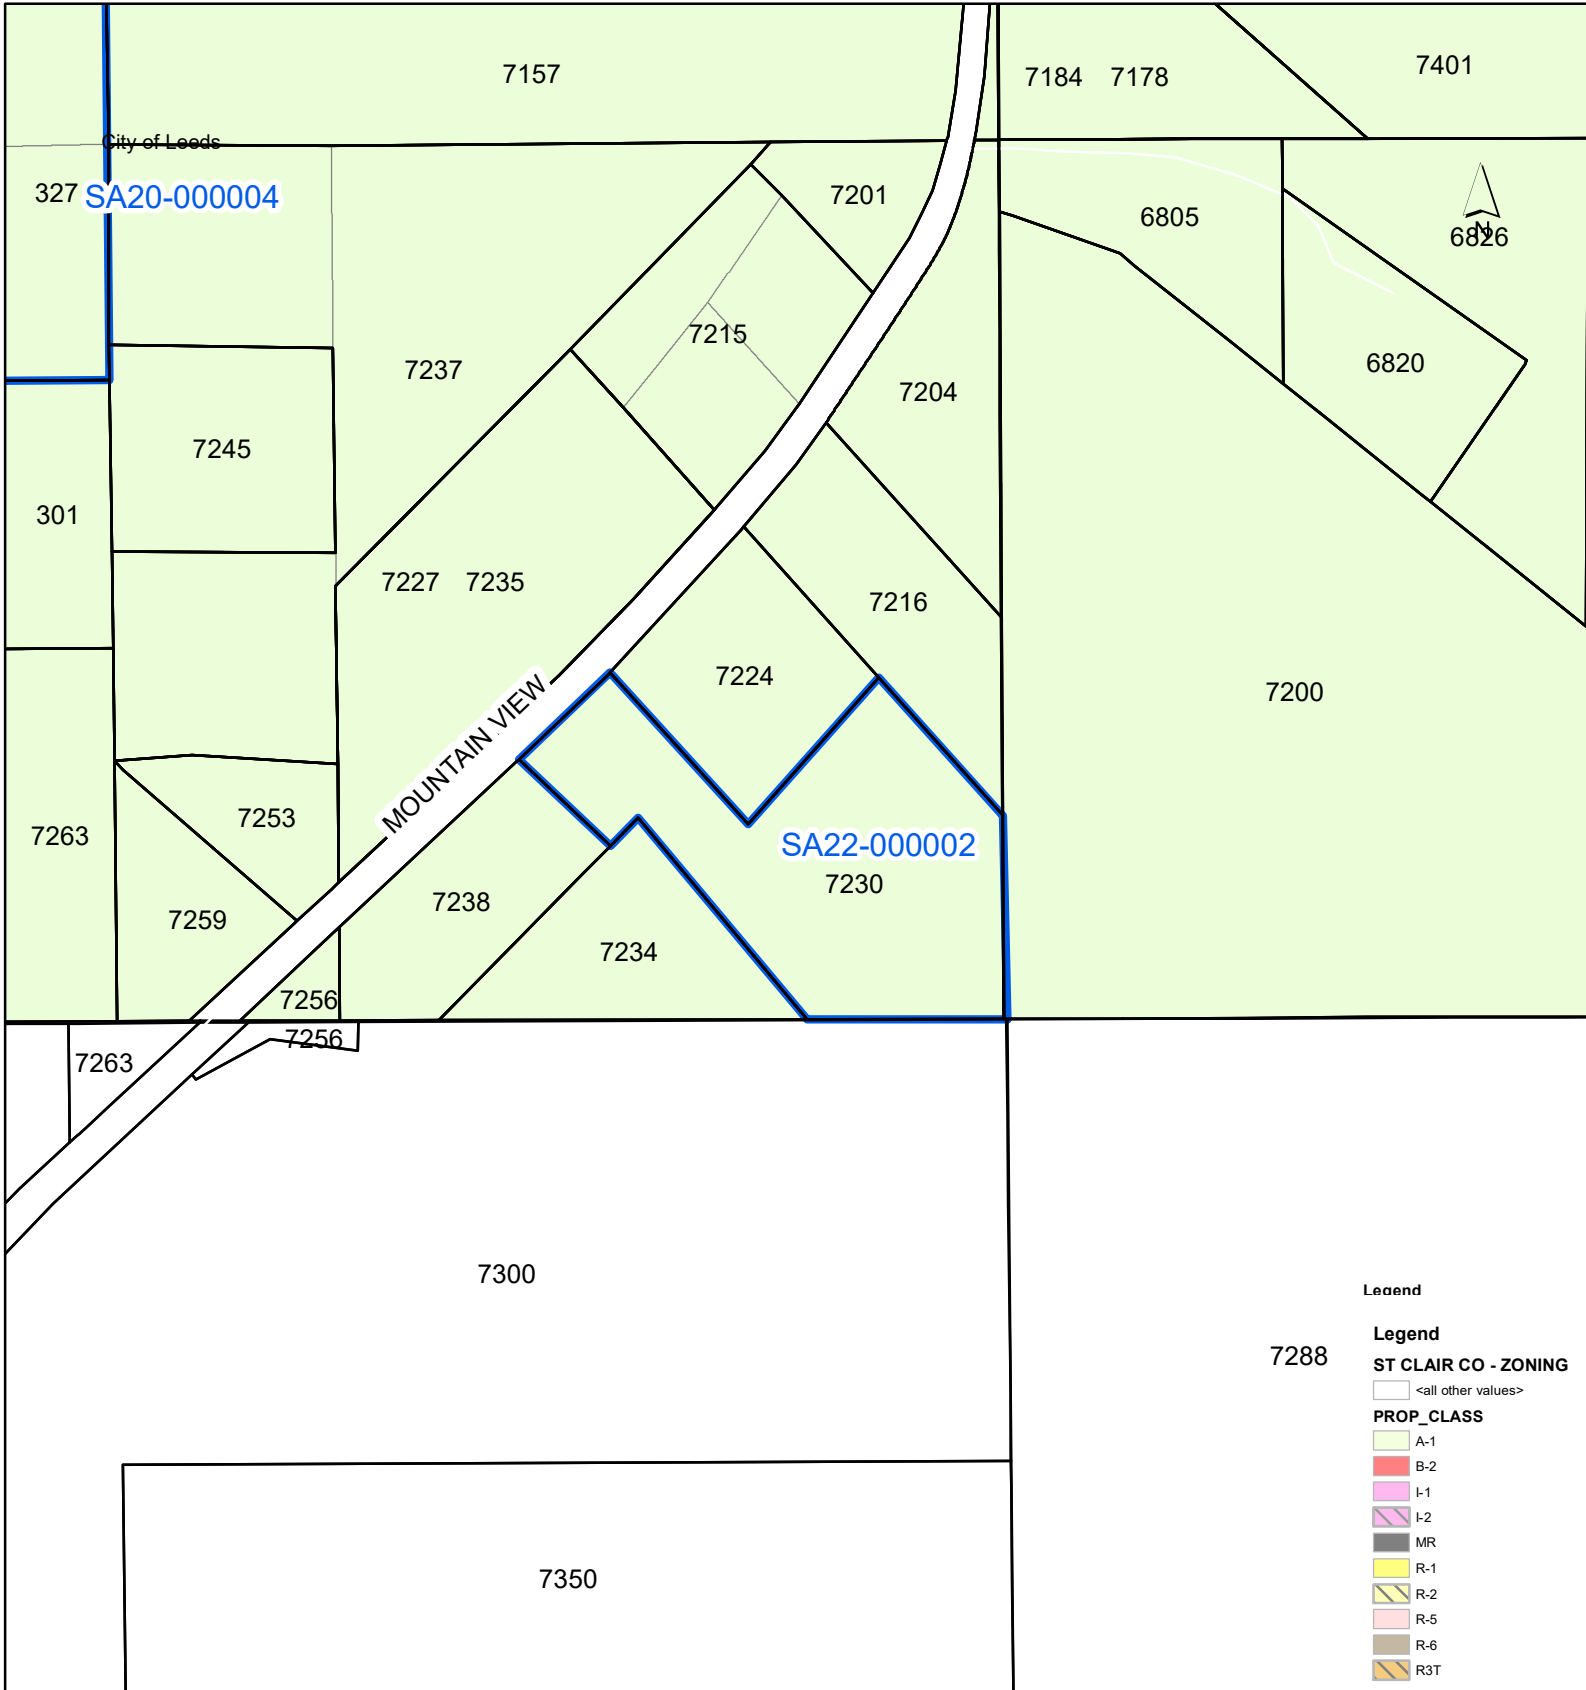 7157
7184 7178
7401
City of Leeds
327
SA20-000004
7201
6805
N
6826
7215
7237
7204
6820
7245
301
7227 7235
7216
7224
7200
MOUNTAIN VIEW
7253
7263
SA22-000002
7230
7238
7259
7234
7256
7256
7263
7300
Legend
Legend
7288
ST CLAIR CO - ZONING
<all other values>
PROP_CLASS
A-1
B-2
I-1
I-2
MR
R-1
7350
R-2
R-5
R-6
R3T